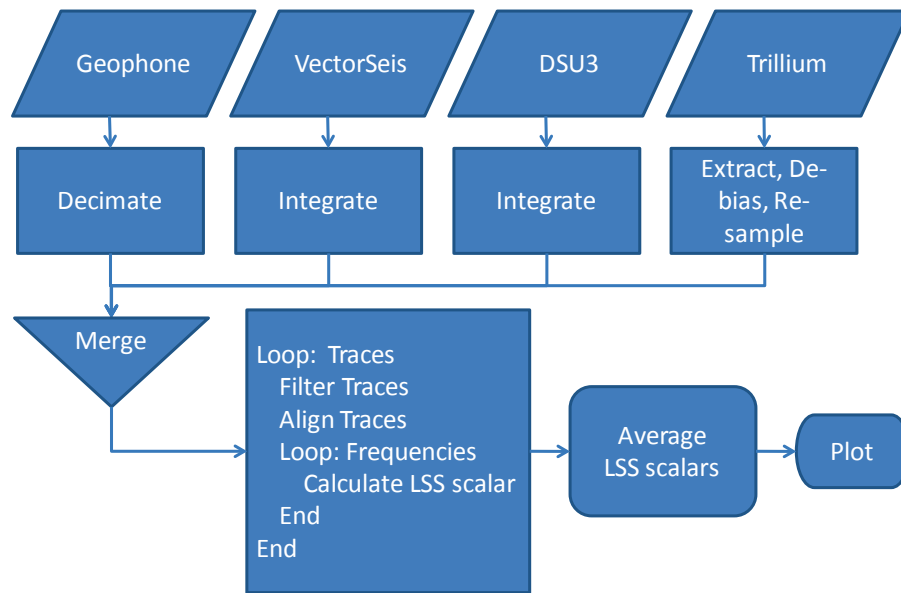 Geophone
VectorSeis
DSU3
Trillium
Decimate
Integrate
Integrate
Extract, De-
bias, Re-
sample
Merge
Loop:  Traces
Filter Traces
Align Traces
Loop: Frequencies
Calculate LSS scalar
End
End
Average
LSS scalars
Plot